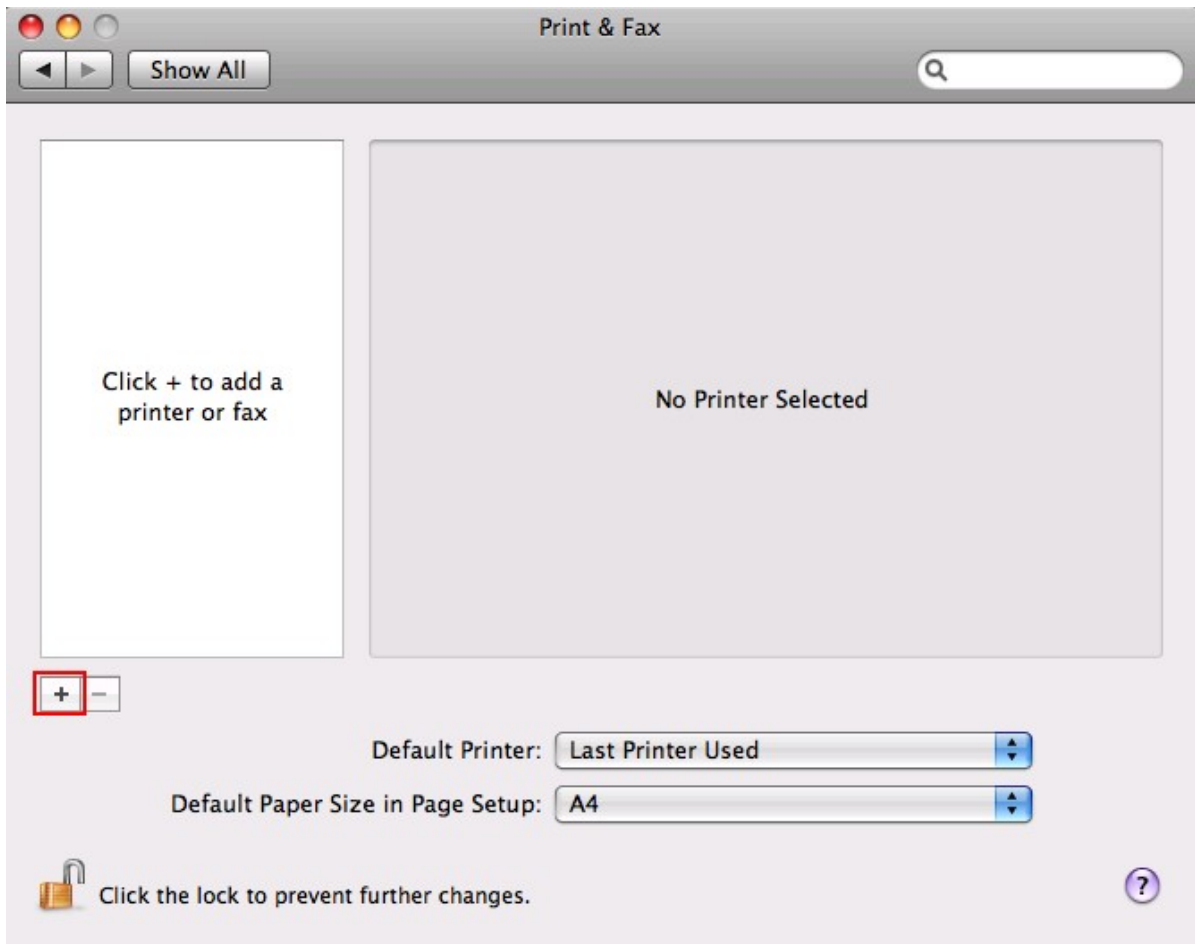 Print & Fax
Show All
Click + to add a
printer or fax
No Printer Selected
+ −
Default Printer: Last Printer Used
Default Paper Size in Page Setup: A4
Click the lock to prevent further changes.
?